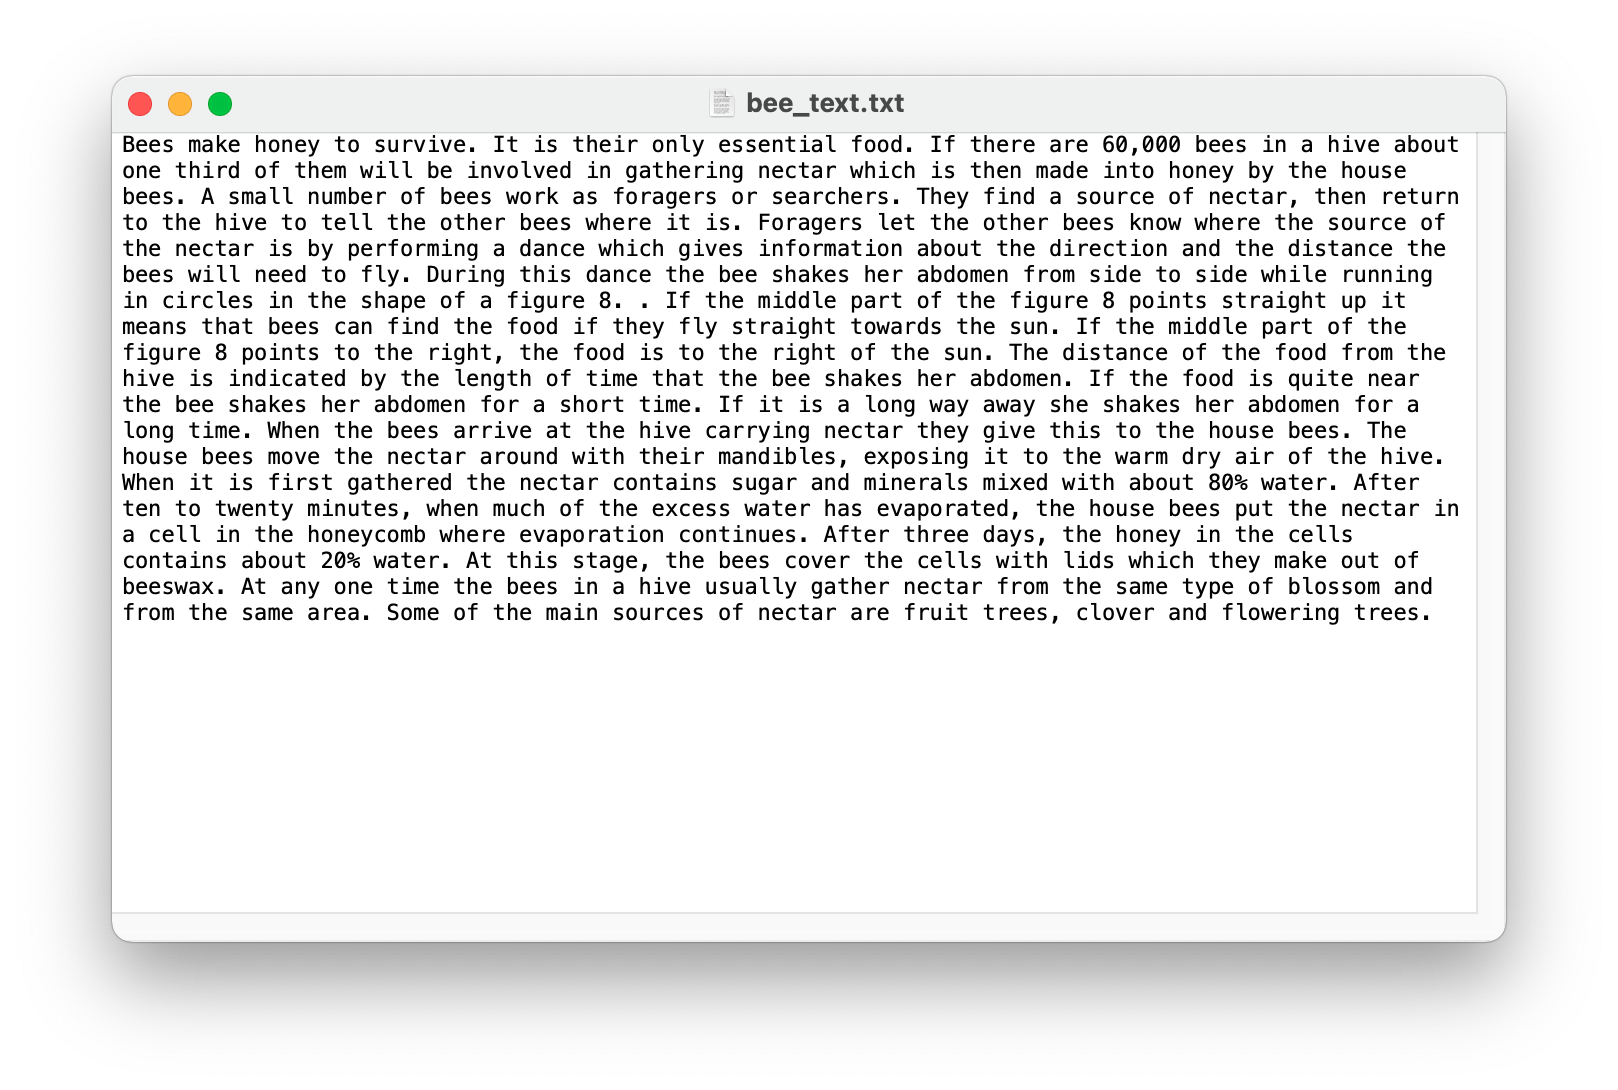 bee_text.txt
Bees make honey to survive. It is their only essential food. If there are 60,000 bees in a hive about
one third of them will be involved in gathering nectar which is then made into honey by the house
bees. A small number of bees work as foragers or searchers. They find a source of nectar, then return
to the hive to tell the other bees where it is. Foragers let the other bees know where the source of
the nectar is by performing a dance which gives information about the direction and the distance the
bees will need to fly. During this dance the bee shakes her abdomen from side to side while running
in circles in the shape of a figure 8. . If the middle part of the figure 8 points straight up it
means that bees can find the food if they fly straight towards the sun. If the middle part of the
figure 8 points to the right, the food is to the right of the sun. The distance of the food from the
hive is indicated by the length of time that the bee shakes her abdomen. If the food is quite near
the bee shakes her abdomen for a short time. If it is a long way away she shakes her abdomen for a
long time. When the bees arrive at the hive carrying nectar they give this to the house bees. The
house bees move the nectar around with their mandibles, exposing it to the warm dry air of the hive.
When it is first gathered the nectar contains sugar and minerals mixed with about 80% water. After
ten to twenty minutes, when much of the excess water has evaporated, the house bees put the nectar in
a cell in the honeycomb where evaporation continues. After three days, the honey in the cells
contains about 20% water. At this stage, the bees cover the cells with lids which they make out of
beeswax. At any one time the bees in a hive usually gather nectar from the same type of blossom and
from the same area. Some of the main sources of nectar are fruit trees, clover and flowering trees.